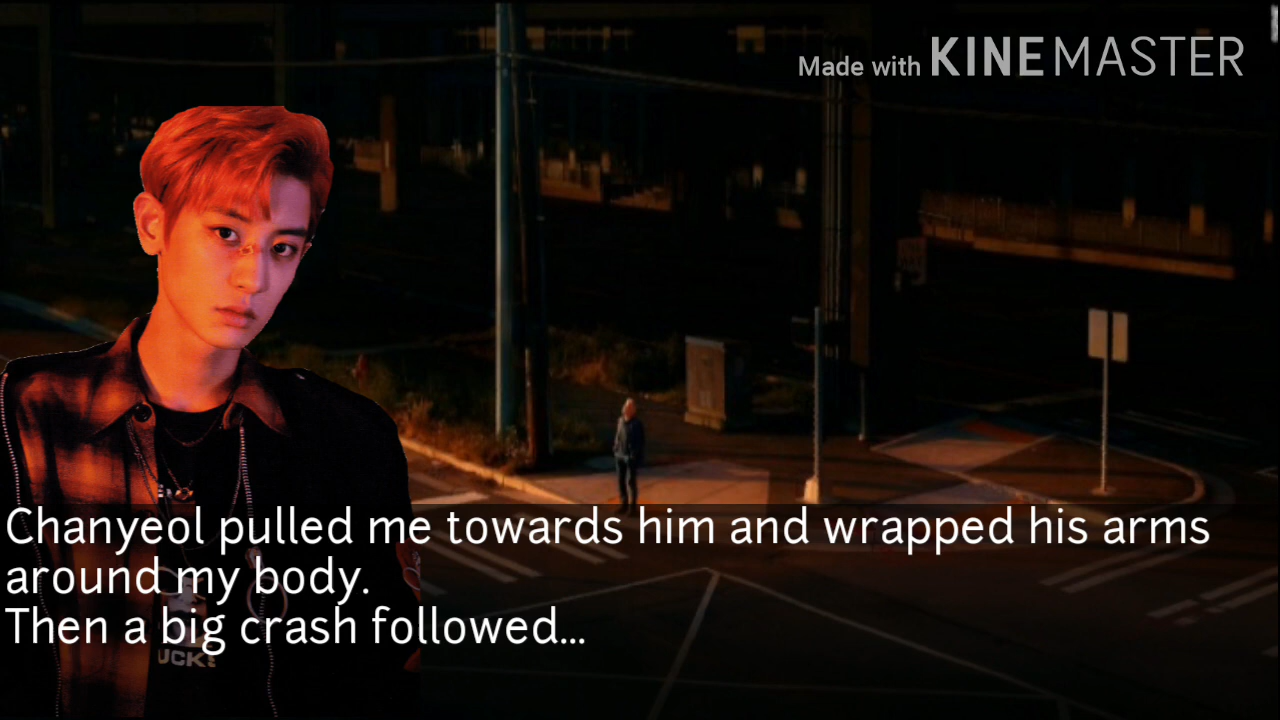 Made with KINEMASTER
Chanyeol pulled me towards him and wrapped his arms
around my body.
Then a big crash followed...
UCKS